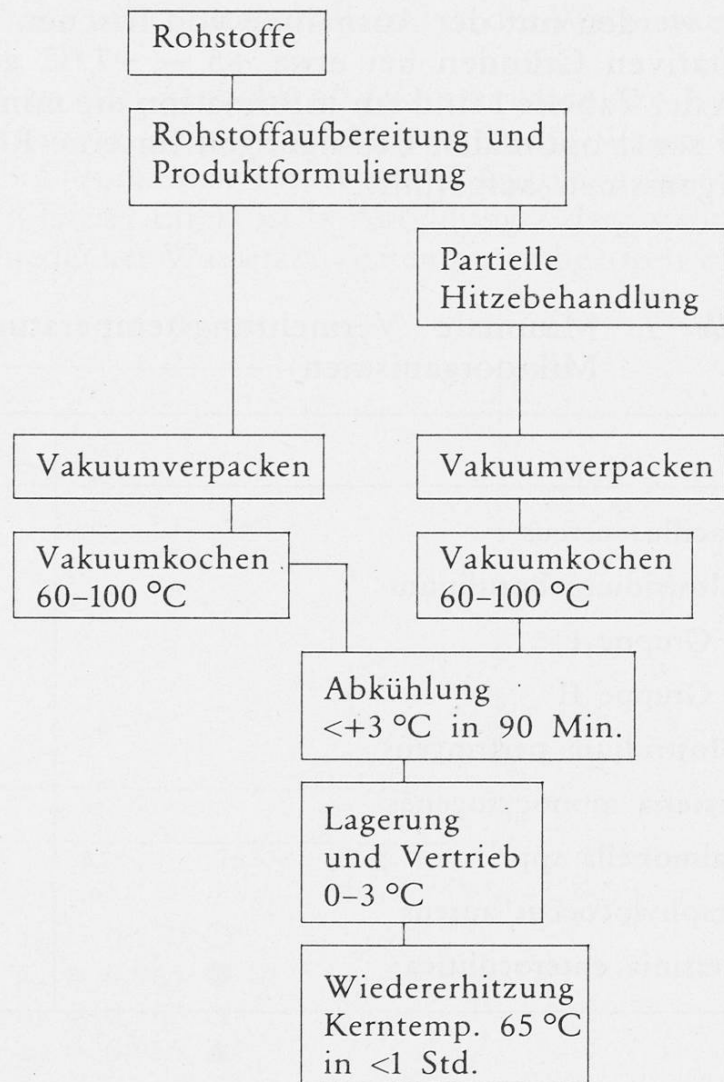 Rohstoffe
Rohstoffaufbereitung und
Produktformulierung
Partielle
Hitzebehandlung
Vakuumverpacken
Vakuumverpacken
Vakuumkochen
60–100 °C
Vakuumkochen
60–100 °C
Abkühlung
<+3 °C in 90 Min.
Lagerung
und Vertrieb
0–3 °C
Wiedererhitzung
Kerntemp. 65 °C
in <1 Std.